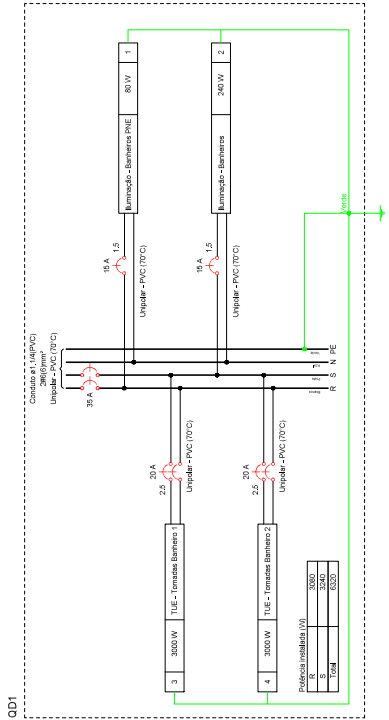 QD1
Conduto ø1.1/4(PVC)
2#6(6)mm²
Unipolar - PVC (70°C)
35 A
R
S
N
PE
Verde
1
80 W
Iluminação - Banheiros PNE
15 A
1,5
Unipolar - PVC (70°C)
2
240 W
Iluminação - Banheiros
15 A
1,5
Unipolar - PVC (70°C)
3
3000 W
TUE - Tomadas Banheiro 1
20 A
2,5
Unipolar - PVC (70°C)
4
3000 W
TUE - Tomadas Banheiro 2
20 A
2,5
Unipolar - PVC (70°C)
Potência instalada (W)
R 3080
S 3240
Total 6320